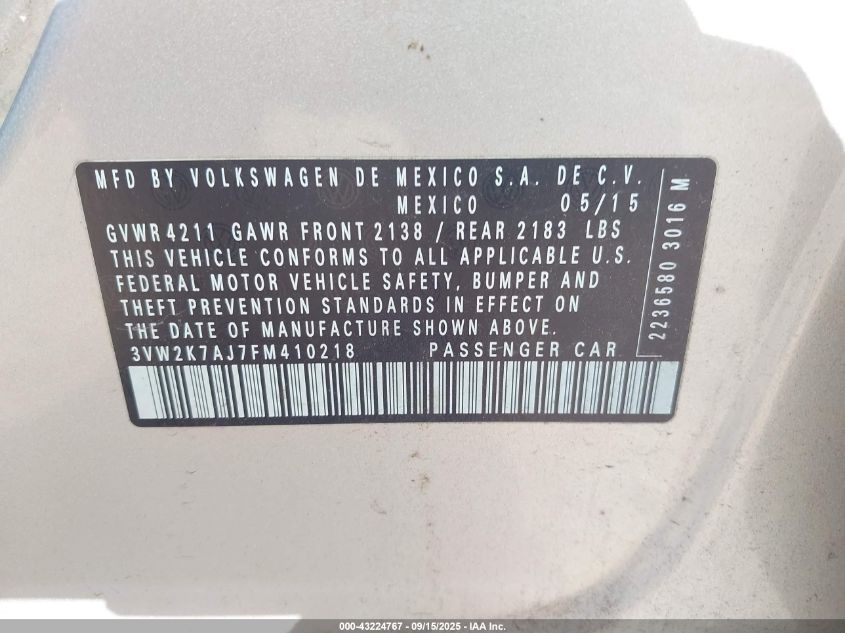 MFD BY VOLKSWAGEN DE MEXICO S.A. DE C.V.
MEXICO 05/15
GVWR 4211 GAWR FRONT 2138 / REAR 2183 LBS
THIS VEHICLE CONFORMS TO ALL APPLICABLE U.S.
FEDERAL MOTOR VEHICLE SAFETY, BUMPER AND
THEFT PREVENTION STANDARDS IN EFFECT ON
THE DATE OF MANUFACTURE SHOWN ABOVE.
3VW2K7AJ7FM410218 PASSENGER CAR
2236580 3016 M
000-43224767 - 09/15/2025 - IAA Inc.